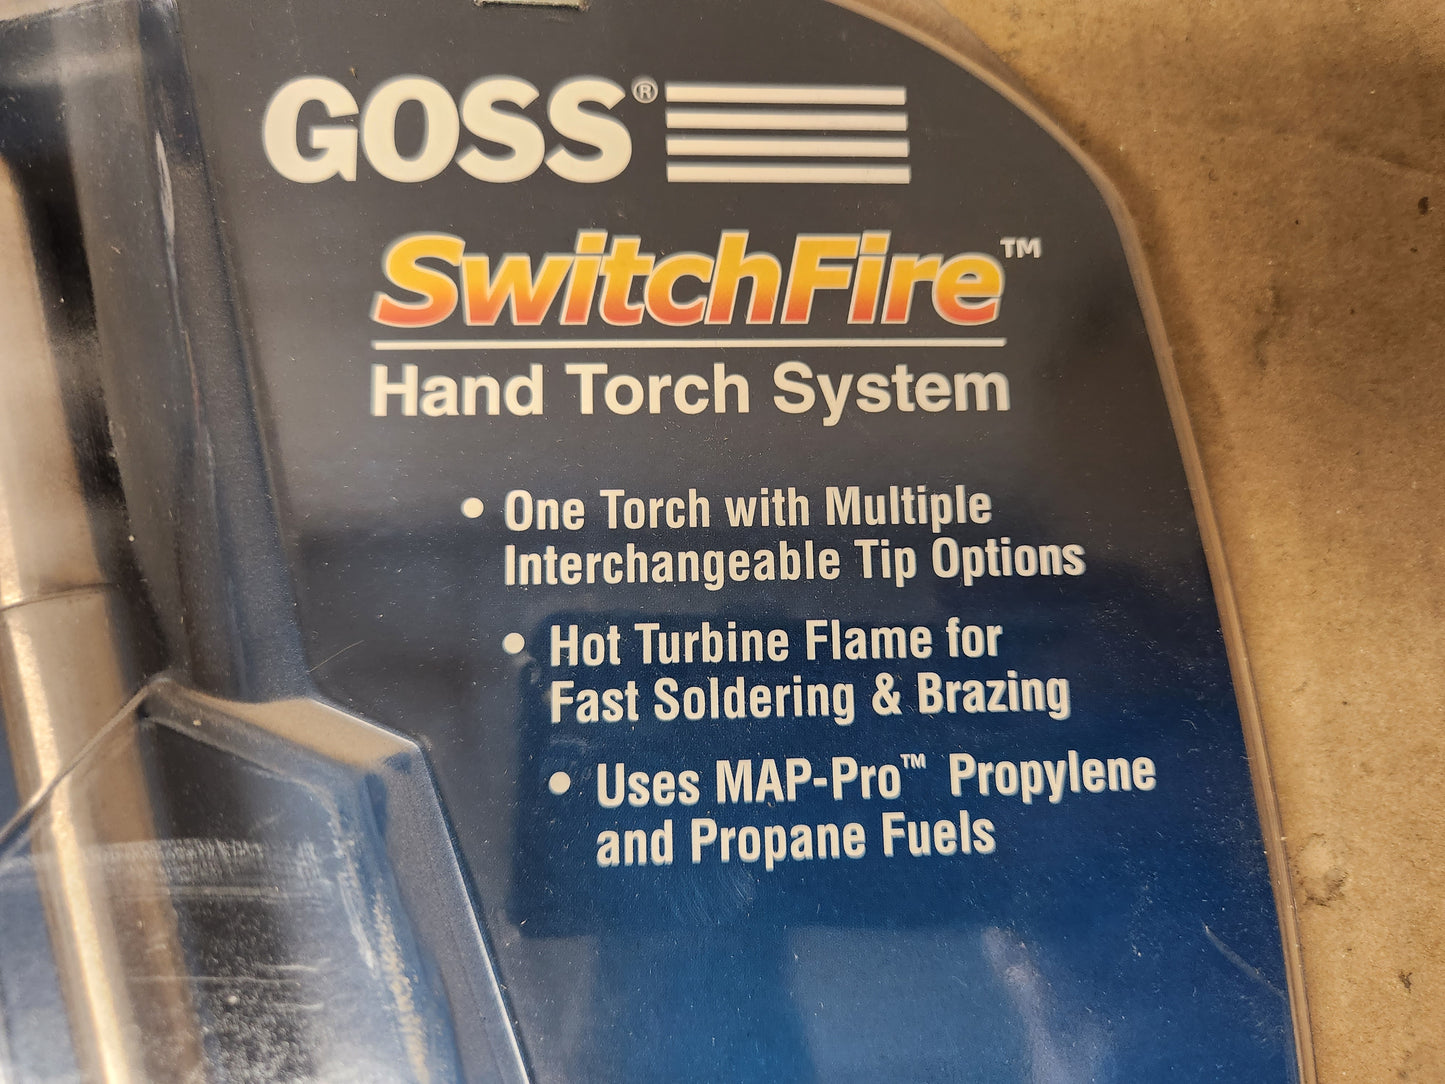 GOSS®
SwitchFire™
Hand Torch System
• One Torch with Multiple
Interchangeable Tip Options
• Hot Turbine Flame for
Fast Soldering & Brazing
• Uses MAP-Pro™ Propylene
and Propane Fuels